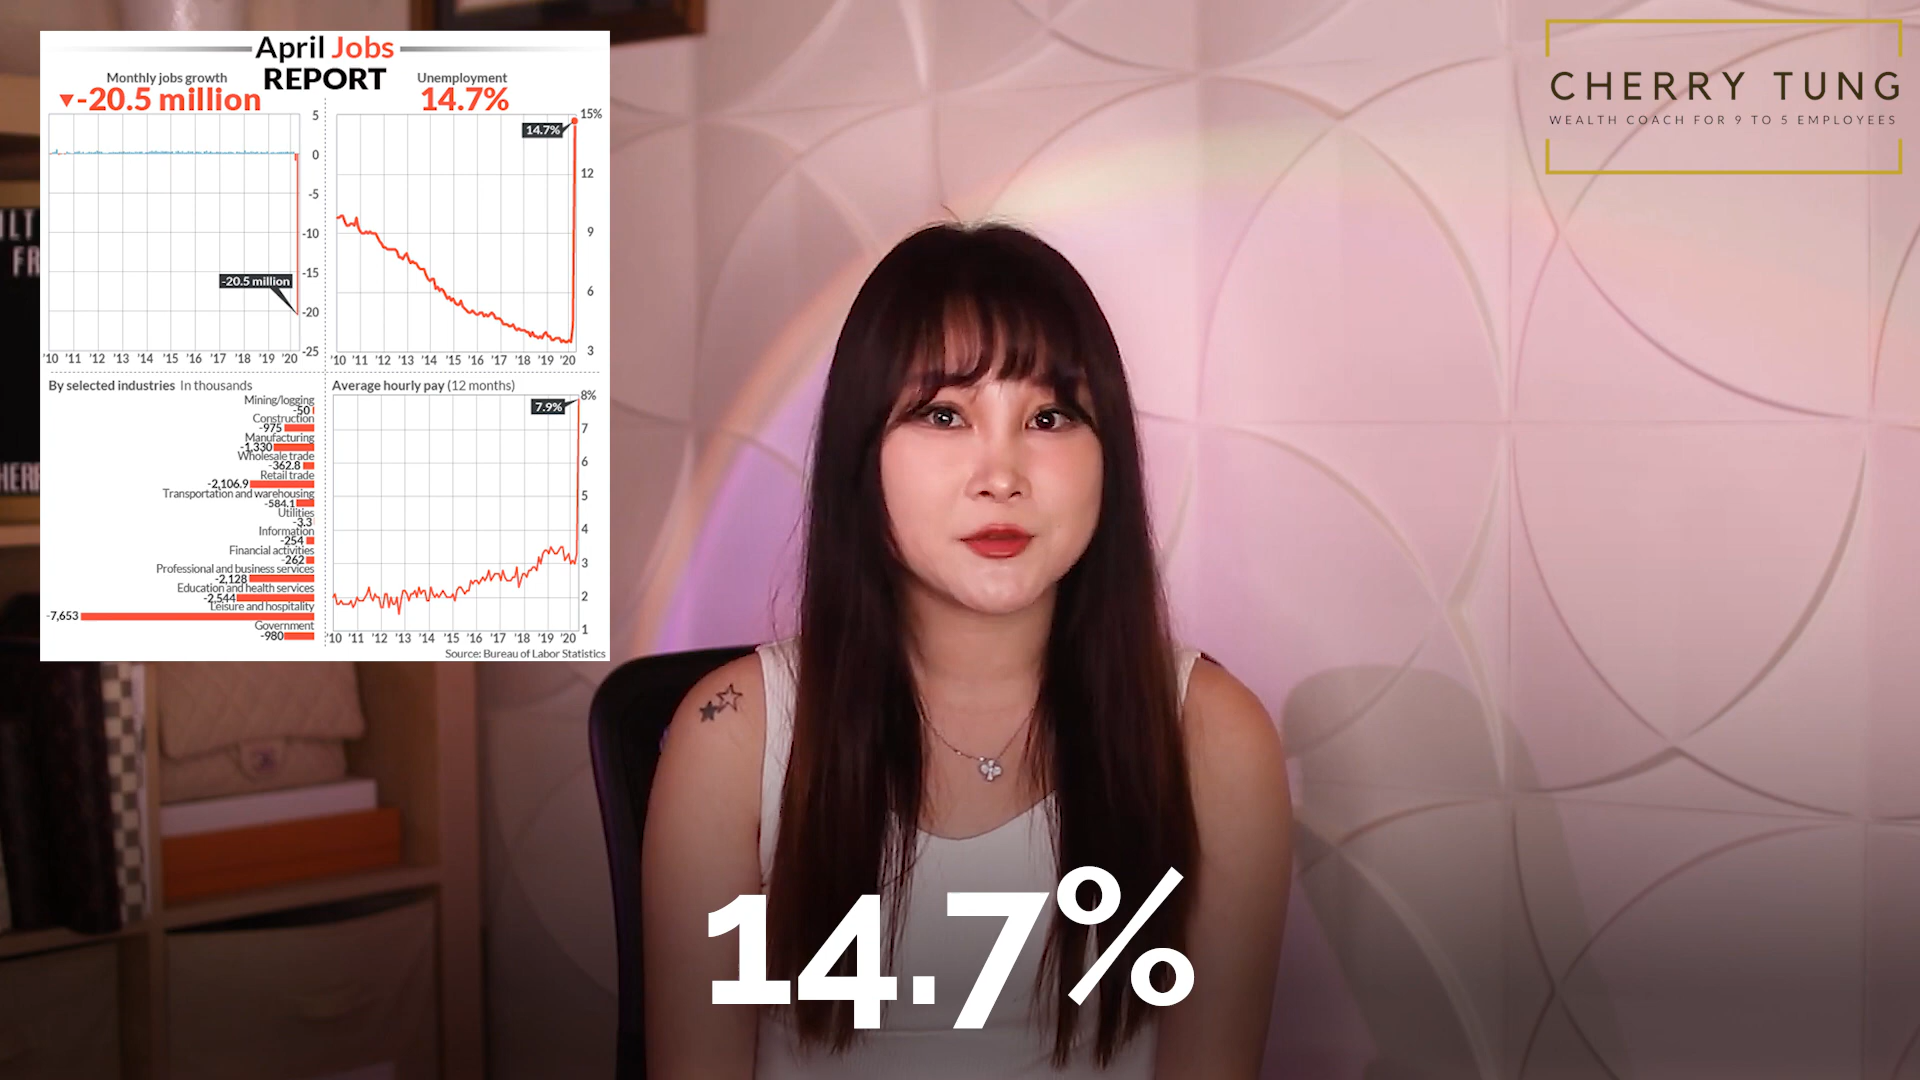 April Jobs
REPORT
Monthly jobs growth
▼-20.5 million
Unemployment
14.7%
5
0
-5
-10
-15
-20
-25
-20.5 million
'10 '11 '12 '13 '14 '15 '16 '17 '18 '19 '20
15%
12
9
6
3
14.7%
'10 '11 '12 '13 '14 '15 '16 '17 '18 '19 '20
By selected industries In thousands
Mining/logging
-50
Construction
-975
Manufacturing
-1,330
Wholesale trade
-362.8
Retail trade
-2,106.9
Transportation and warehousing
-584.1
Utilities
-3.3
Information
-254
Financial activities
-262
Professional and business services
-2,128
Education and health services
-2,544
Leisure and hospitality
-7,653
Government
-980
Average hourly pay (12 months)
8%
7
6
5
4
3
2
1
7.9%
'10 '11 '12 '13 '14 '15 '16 '17 '18 '19 '20
Source: Bureau of Labor Statistics
CHERRY TUNG
WEALTH COACH FOR 9 TO 5 EMPLOYEES
ILT
FR
HERR
14.7%